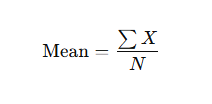 Mean = ∑ X / N